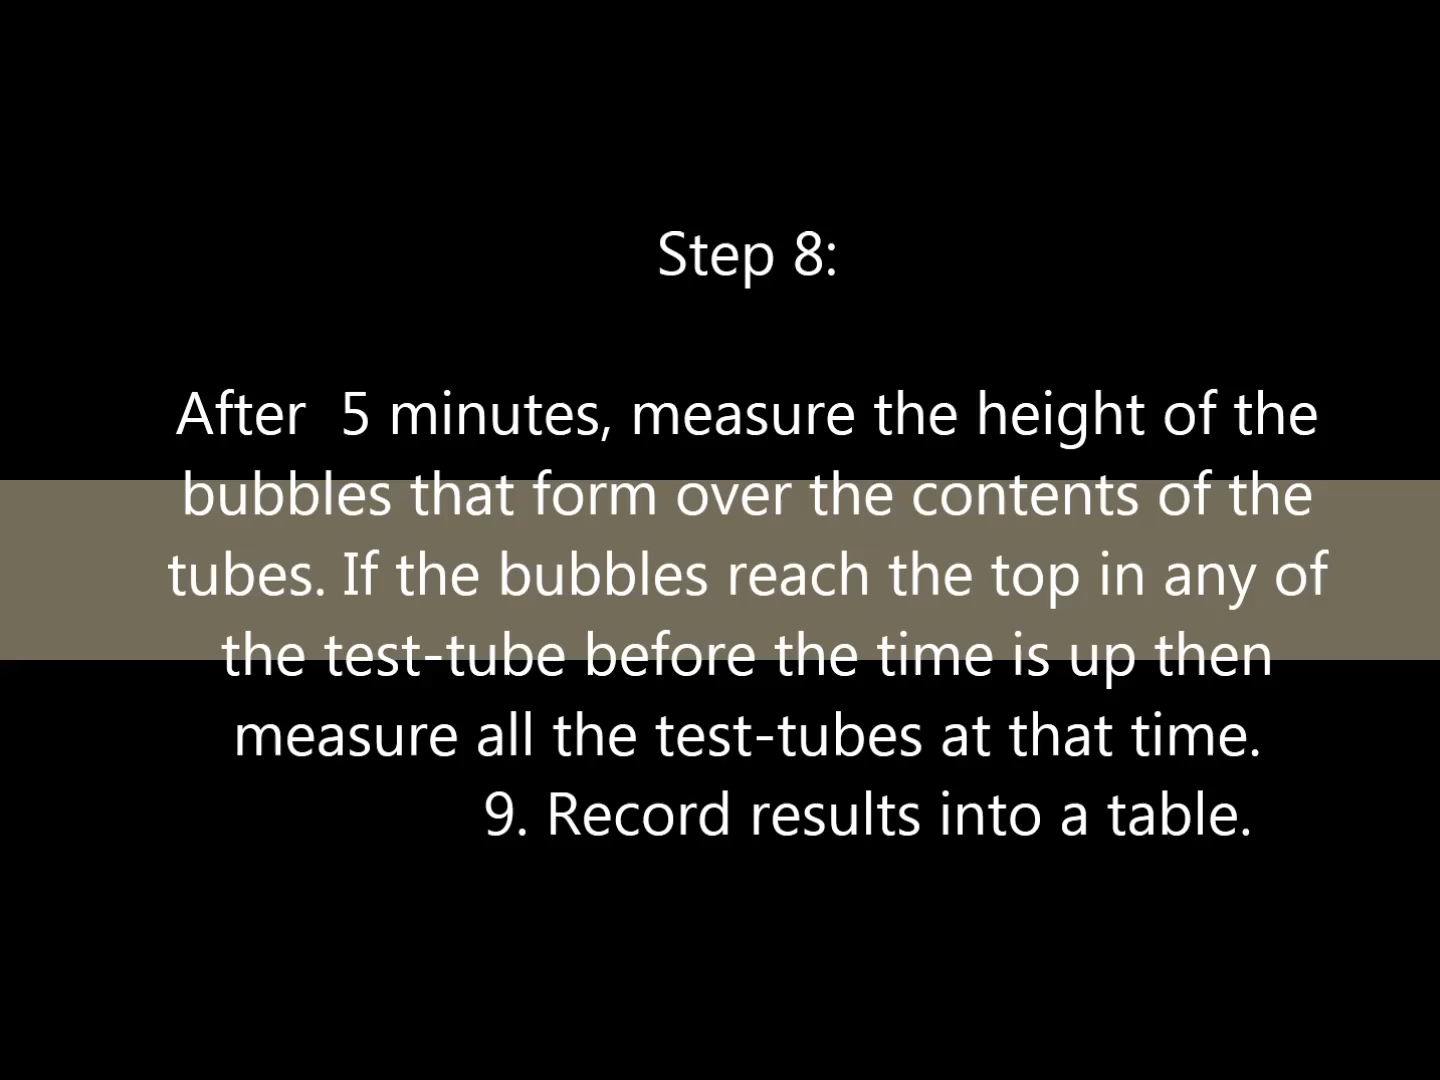 Step 8:
After  5 minutes, measure the height of the
bubbles that form over the contents of the
tubes. If the bubbles reach the top in any of
the test-tube before the time is up then
measure all the test-tubes at that time.
9. Record results into a table.